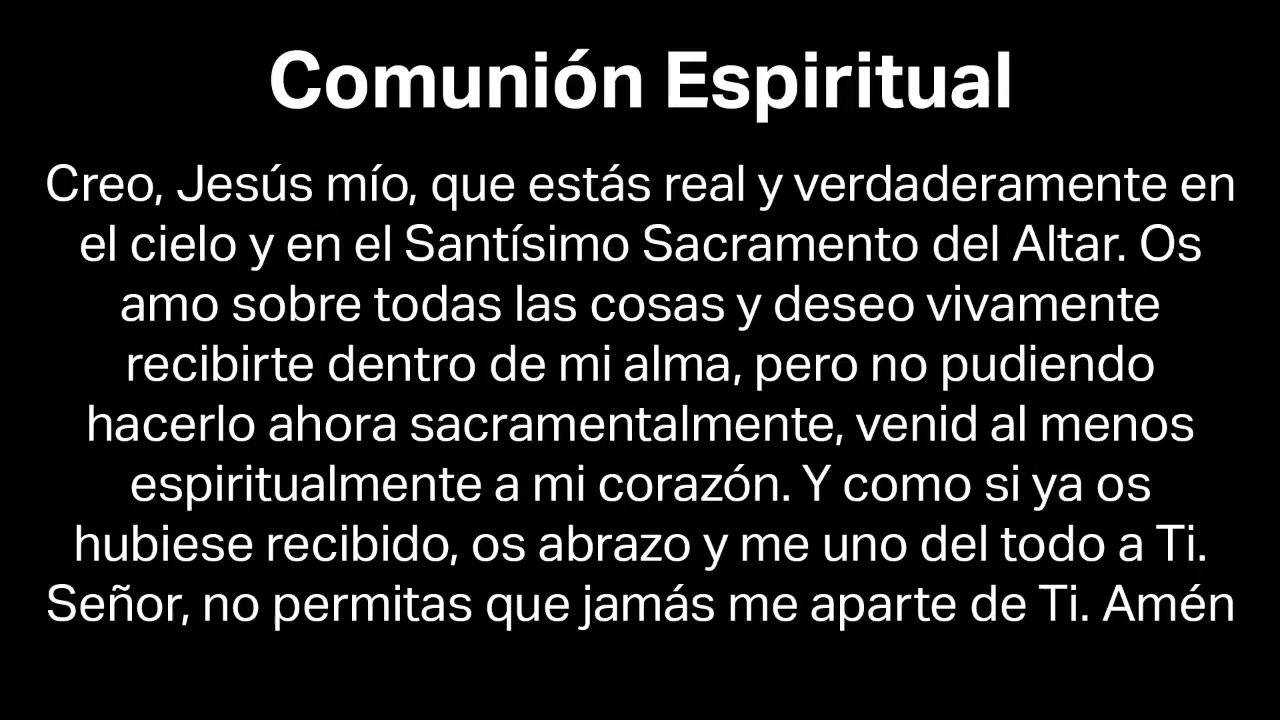 Comunión Espiritual
Creo, Jesús mío, que estás real y verdaderamente en
el cielo y en el Santísimo Sacramento del Altar. Os
amo sobre todas las cosas y deseo vivamente
recibirte dentro de mi alma, pero no pudiendo
hacerlo ahora sacramentalmente, venid al menos
espiritualmente a mi corazón. Y como si ya os
hubiese recibido, os abrazo y me uno del todo a Ti.
Señor, no permitas que jamás me aparte de Ti. Amén